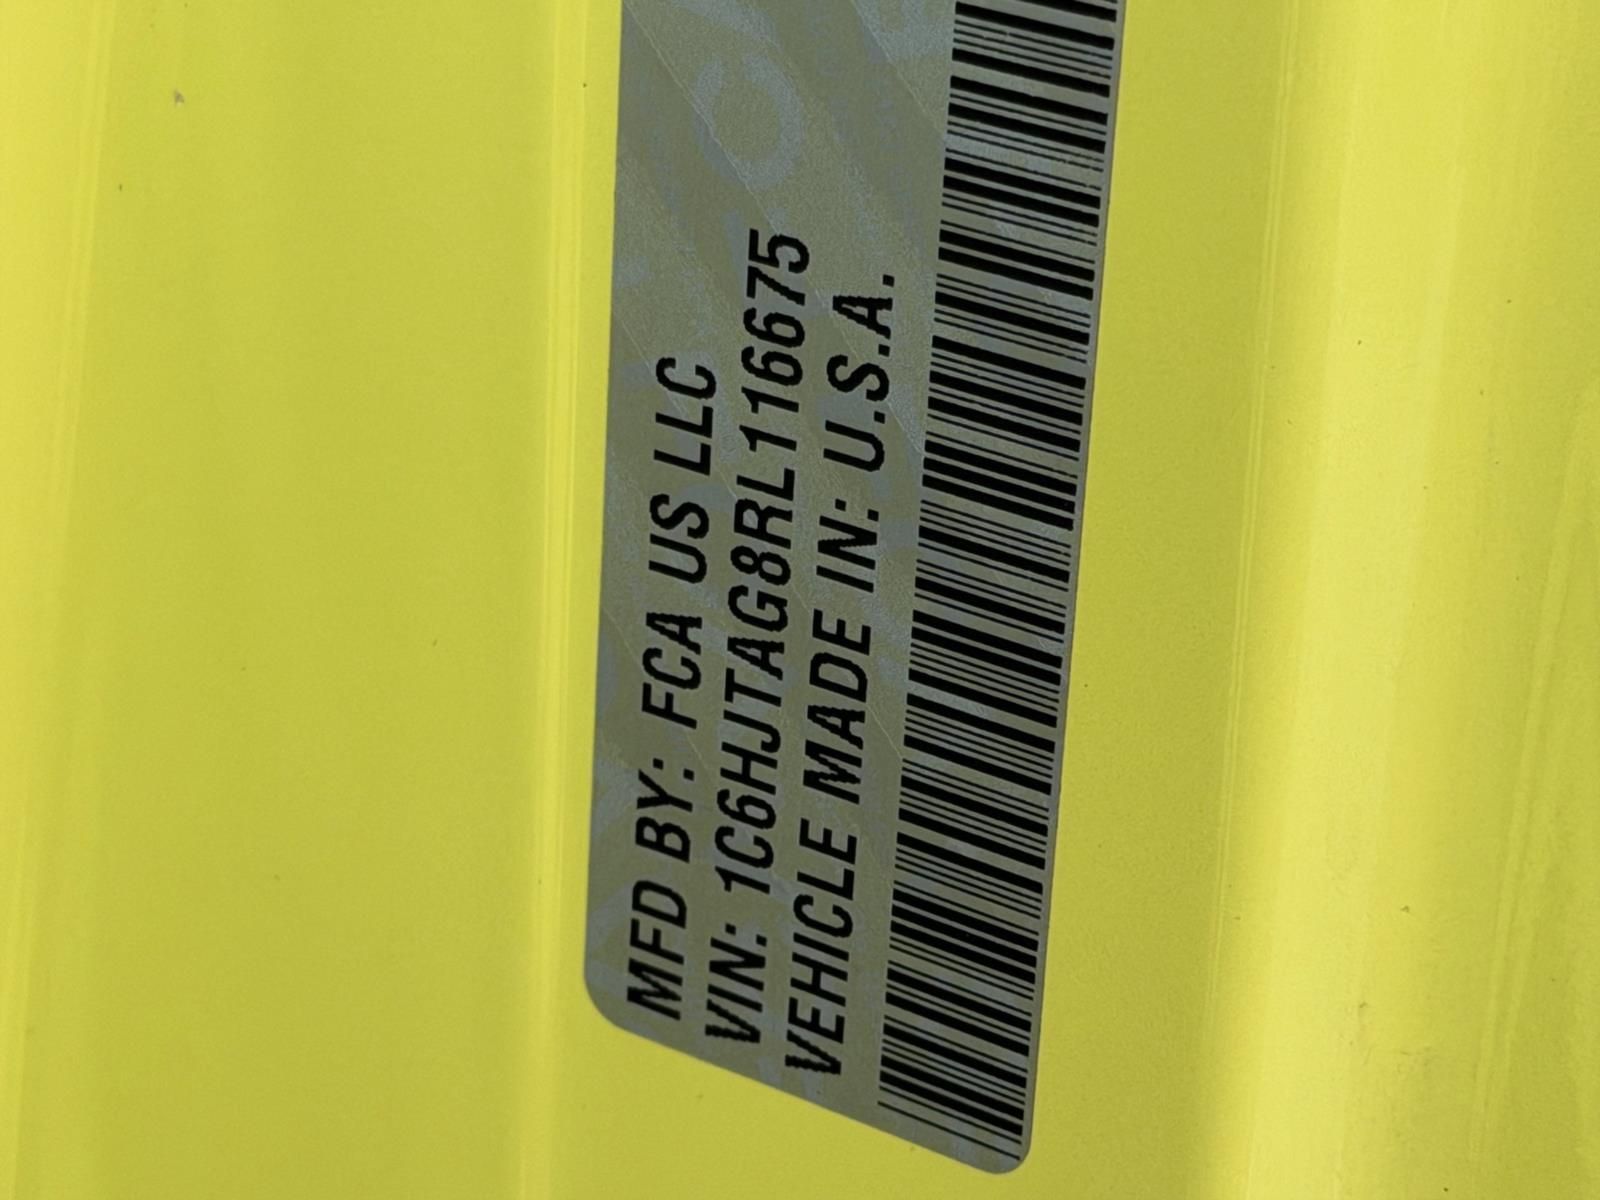 MFD BY: FCA US LLC
VIN: 1C6HJTAG8RL116675
VEHICLE MADE IN: U.S.A.